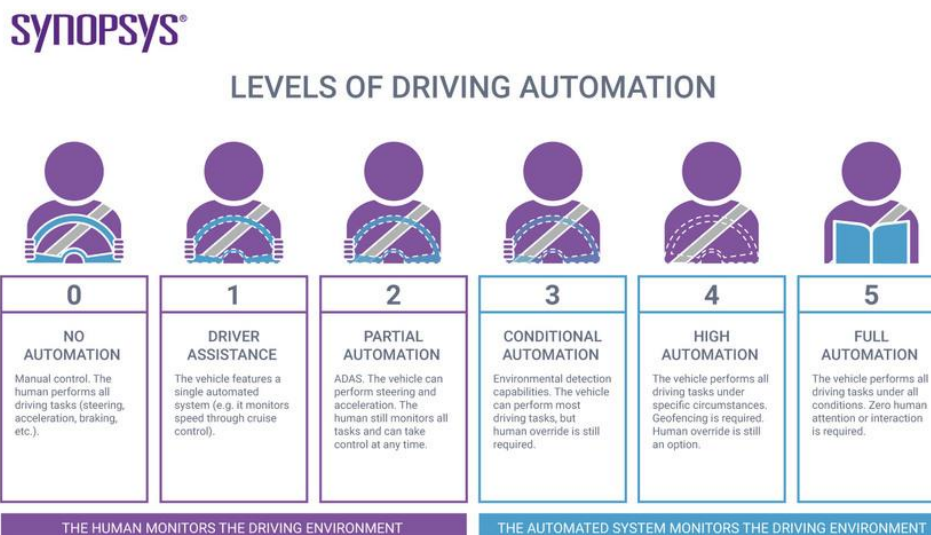 SYNOPSYS®
LEVELS OF DRIVING AUTOMATION
0
NO
AUTOMATION
Manual control. The
human performs all
driving tasks (steering,
acceleration, braking,
etc.).
1
DRIVER
ASSISTANCE
The vehicle features a
single automated
system (e.g. it monitors
speed through cruise
control).
2
PARTIAL
AUTOMATION
ADAS. The vehicle can
perform steering and
acceleration. The
human still monitors all
tasks and can take
control at any time.
3
CONDITIONAL
AUTOMATION
Environmental detection
capabilities. The vehicle
can perform most
driving tasks, but
human override is still
required.
4
HIGH
AUTOMATION
The vehicle performs all
driving tasks under
specific circumstances.
Geofencing is required.
Human override is still
an option.
5
FULL
AUTOMATION
The vehicle performs all
driving tasks under all
conditions. Zero human
attention or interaction
is required.
THE HUMAN MONITORS THE DRIVING ENVIRONMENT
THE AUTOMATED SYSTEM MONITORS THE DRIVING ENVIRONMENT